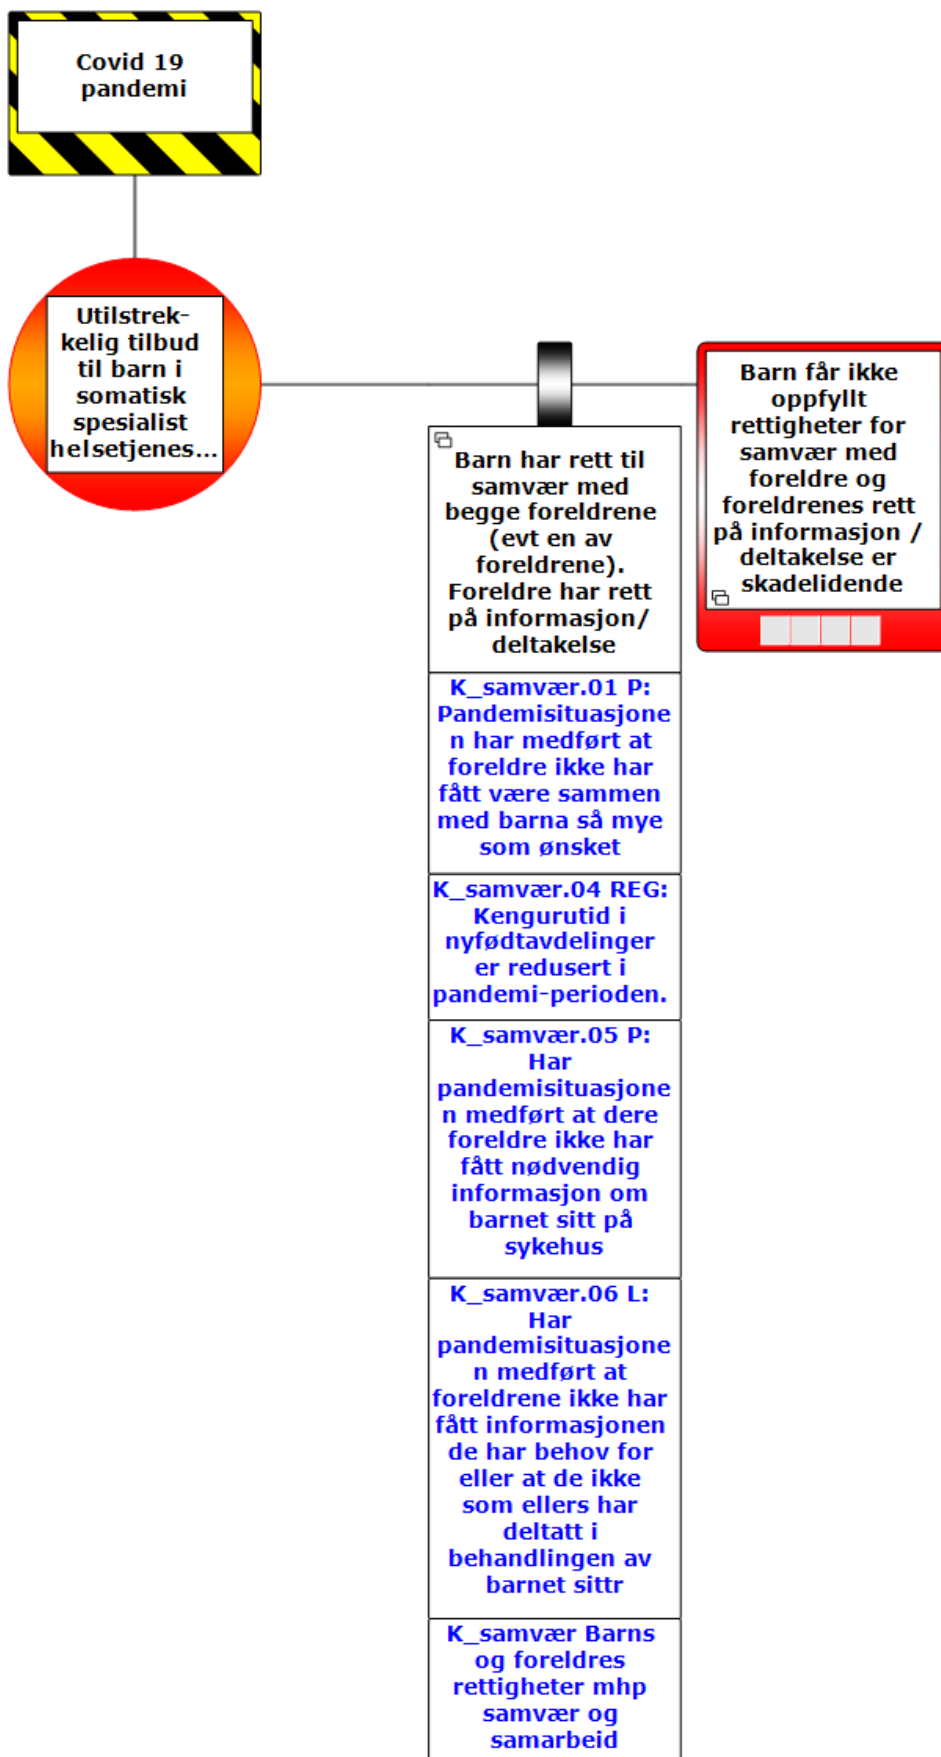 Covid 19
pandemi
Utilstrek-
kelig tilbud
til barn i
somatisk
spesialist
helsetjenes...
Barn har rett til
samvær med
begge foreldrene
(evt en av
foreldrene).
Foreldre har rett
på informasjon/
deltakelse
K_samvær.01 P:
Pandemisituasjone
n har medført at
foreldre ikke har
fått være sammen
med barna så mye
som ønsket
K_samvær.04 REG:
Kengurutid i
nyfødtavdelinger
er redusert i
pandemi-perioden.
K_samvær.05 P:
Har
pandemisituasjone
n medført at dere
foreldre ikke har
fått nødvendig
informasjon om
barnet sitt på
sykehus
K_samvær.06 L:
Har
pandemisituasjone
n medført at
foreldrene ikke har
fått informasjonen
de har behov for
eller at de ikke
som ellers har
deltatt i
behandlingen av
barnet sittr
K_samvær Barns
og foreldres
rettigheter mhp
samvær og
samarbeid
Barn får ikke
oppfyllt
rettigheter for
samvær med
foreldre og
foreldrenes rett
på informasjon /
deltakelse er
skadelidende